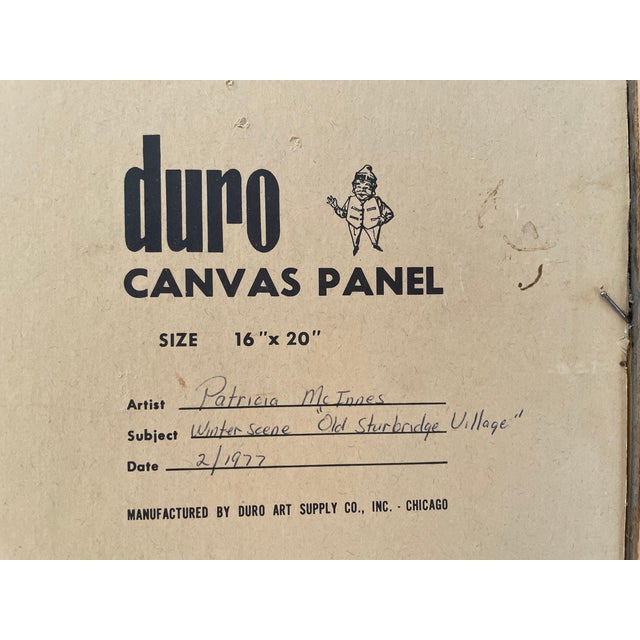 duro
CANVAS PANEL
SIZE 16"x 20"
Artist Patricia McInnes
Subject Winter scene "Old Sturbridge Village"
Date 2/1977
MANUFACTURED BY DURO ART SUPPLY CO., INC. - CHICAGO